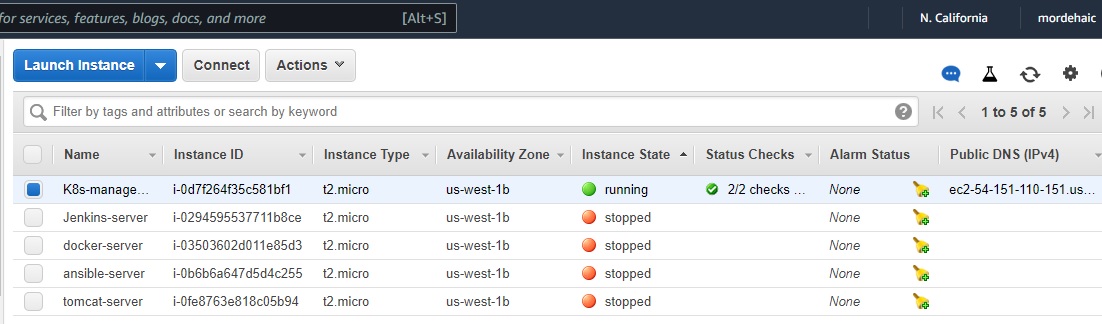 for services, features, blogs, docs, and more [Alt+S] N. California mordehaic
Launch Instance Connect Actions
Filter by tags and attributes or search by keyword 1 to 5 of 5
Name Instance ID Instance Type Availability Zone Instance State Status Checks Alarm Status Public DNS (IPv4)
K8s-manage... i-0d7f264f35c581bf1 t2.micro us-west-1b running 2/2 checks ... None ec2-54-151-110-151.us...
Jenkins-server i-0294595537711b8ce t2.micro us-west-1b stopped None
docker-server i-03503602d011e85d3 t2.micro us-west-1b stopped None
ansible-server i-0b6b6a647d5d4c255 t2.micro us-west-1b stopped None
tomcat-server i-0fe8763e818c05b94 t2.micro us-west-1b stopped None